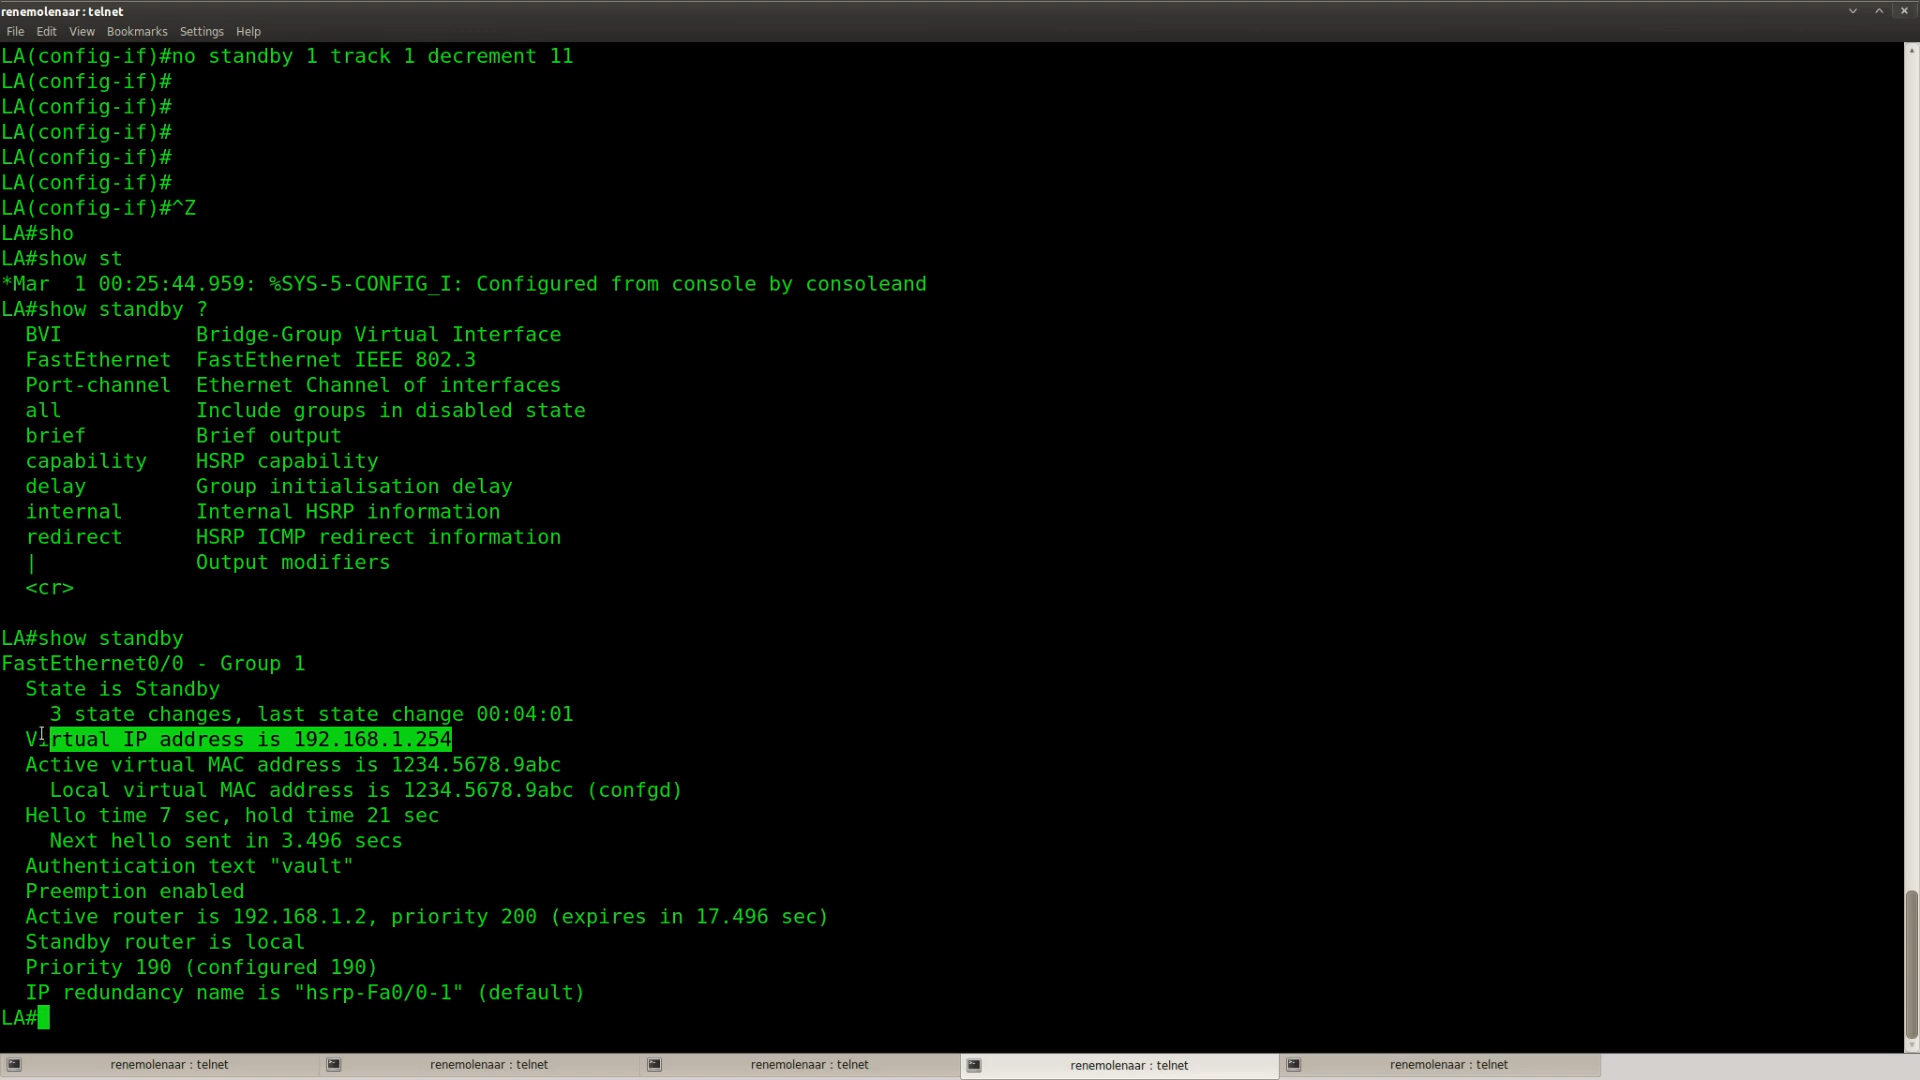 renemolenaar : telnet
File Edit View Bookmarks Settings Help
LA(config-if)#no standby 1 track 1 decrement 11
LA(config-if)#
LA(config-if)#
LA(config-if)#
LA(config-if)#
LA(config-if)#
LA(config-if)#^Z
LA#sho
LA#show st
*Mar  1 00:25:44.959: %SYS-5-CONFIG_I: Configured from console by consoleand
LA#show standby ?
  BVI           Bridge-Group Virtual Interface
  FastEthernet  FastEthernet IEEE 802.3
  Port-channel  Ethernet Channel of interfaces
  all           Include groups in disabled state
  brief         Brief output
  capability    HSRP capability
  delay         Group initialisation delay
  internal      Internal HSRP information
  redirect      HSRP ICMP redirect information
  |             Output modifiers
  <cr>
LA#show standby
FastEthernet0/0 - Group 1
  State is Standby
    3 state changes, last state change 00:04:01
  Virtual IP address is 192.168.1.254
  Active virtual MAC address is 1234.5678.9abc
    Local virtual MAC address is 1234.5678.9abc (confgd)
  Hello time 7 sec, hold time 21 sec
    Next hello sent in 3.496 secs
  Authentication text "vault"
  Preemption enabled
  Active router is 192.168.1.2, priority 200 (expires in 17.496 sec)
  Standby router is local
  Priority 190 (configured 190)
  IP redundancy name is "hsrp-Fa0/0-1" (default)
LA#
renemolenaar : telnet renemolenaar : telnet renemolenaar : telnet renemolenaar : telnet renemolenaar : telnet